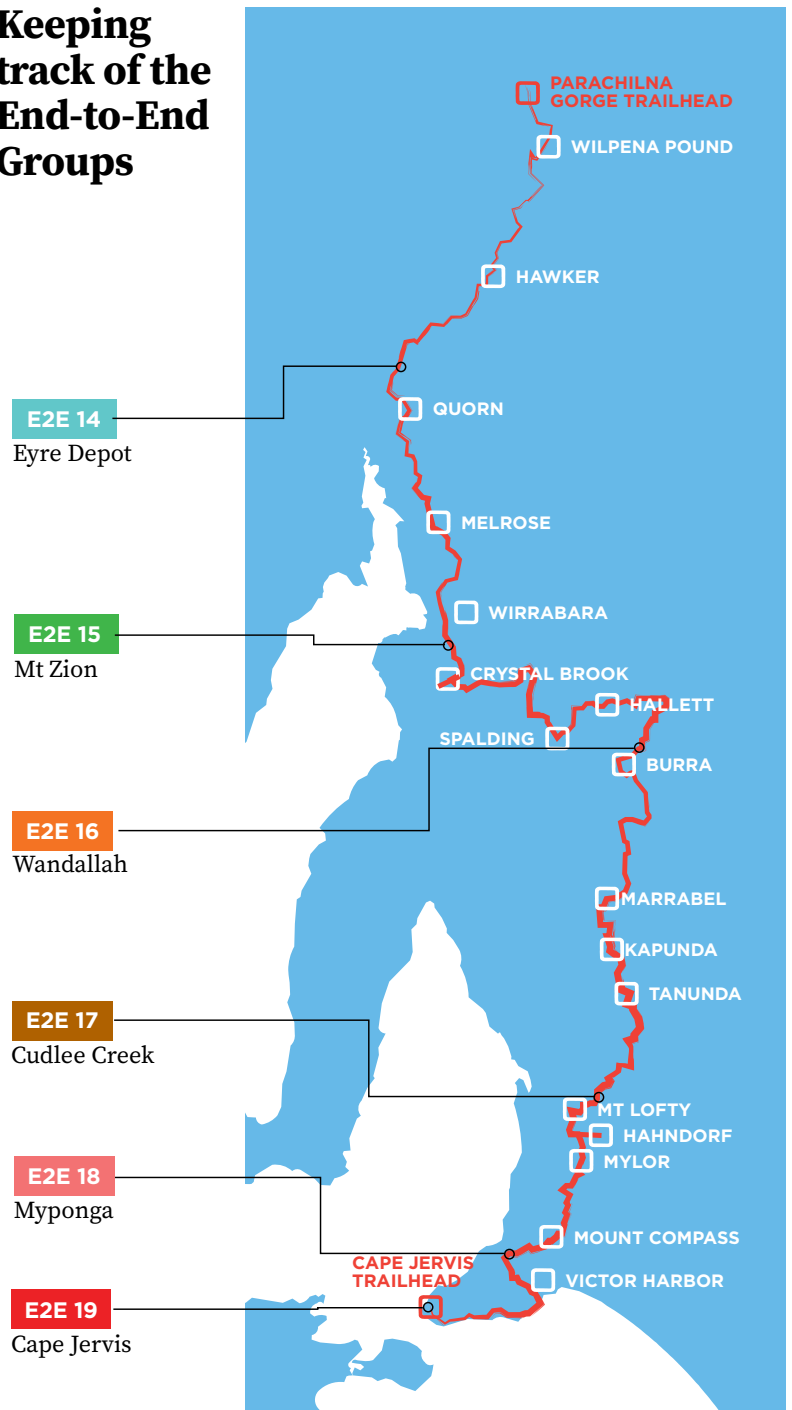 Keeping
track of the
End-to-End
Groups
PARACHILNA
GORGE TRAILHEAD
WILPENA POUND
HAWKER
E2E 14
Eyre Depot
QUORN
MELROSE
WIRRABARA
E2E 15
Mt Zion
CRYSTAL BROOK
HALLETT
SPALDING
BURRA
E2E 16
Wandallah
MARRABEL
KAPUNDA
TANUNDA
E2E 17
Cudlee Creek
MT LOFTY
HAHNDORF
MYLOR
E2E 18
Myponga
MOUNT COMPASS
CAPE JERVIS
TRAILHEAD
VICTOR HARBOR
E2E 19
Cape Jervis